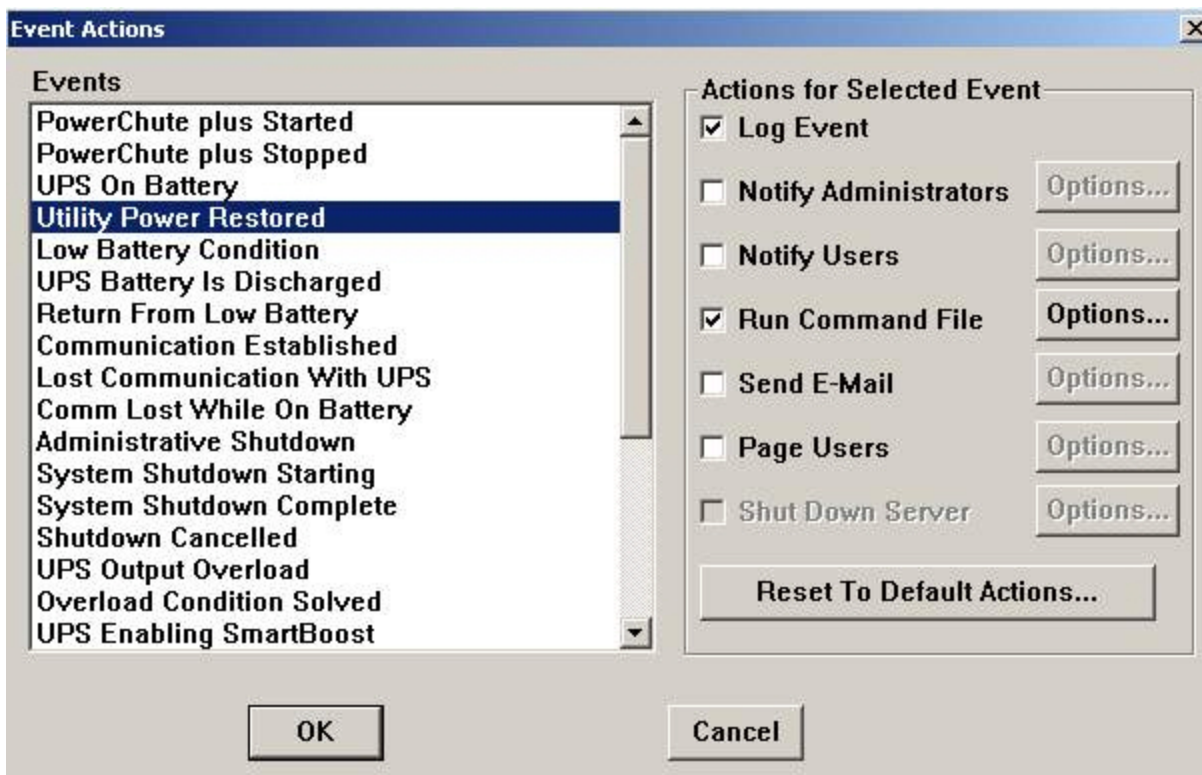 Event Actions
Events
PowerChute plus Started
PowerChute plus Stopped
UPS On Battery
Utility Power Restored
Low Battery Condition
UPS Battery Is Discharged
Return From Low Battery
Communication Established
Lost Communication With UPS
Comm Lost While On Battery
Administrative Shutdown
System Shutdown Starting
System Shutdown Complete
Shutdown Cancelled
UPS Output Overload
Overload Condition Solved
UPS Enabling SmartBoost
Actions for Selected Event
Log Event
Notify Administrators Options...
Notify Users Options...
Run Command File Options...
Send E-Mail Options...
Page Users Options...
Shut Down Server Options...
Reset To Default Actions...
OK Cancel